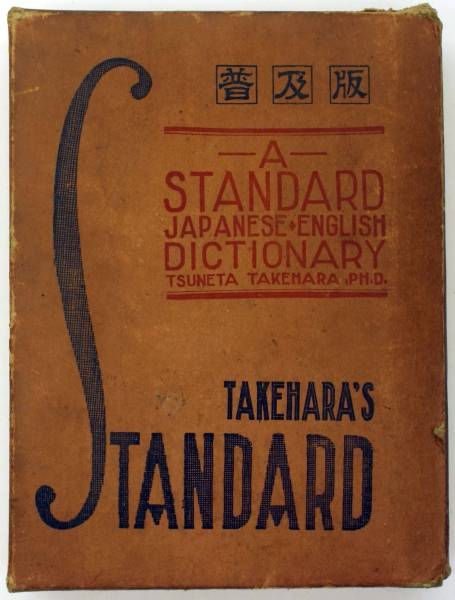 普及版
—A—
STANDARD
JAPANESE♦ENGLISH
DICTIONARY
TSUNETA TAKEHARA, PH.D.
TAKEHARA'S
STANDARD